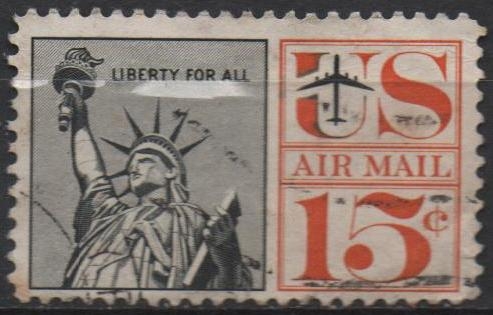 LIBERTY FOR ALL
US
AIR MAIL
15¢